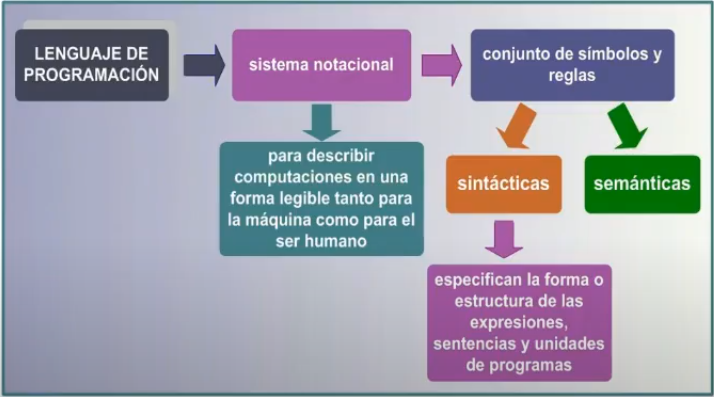 LENGUAJE DE
PROGRAMACIÓN
sistema notacional
conjunto de símbolos y
reglas
para describir
computaciones en una
forma legible tanto para
la máquina como para el
ser humano
sintácticas
semánticas
especifican la forma o
estructura de las
expresiones,
sentencias y unidades
de programas